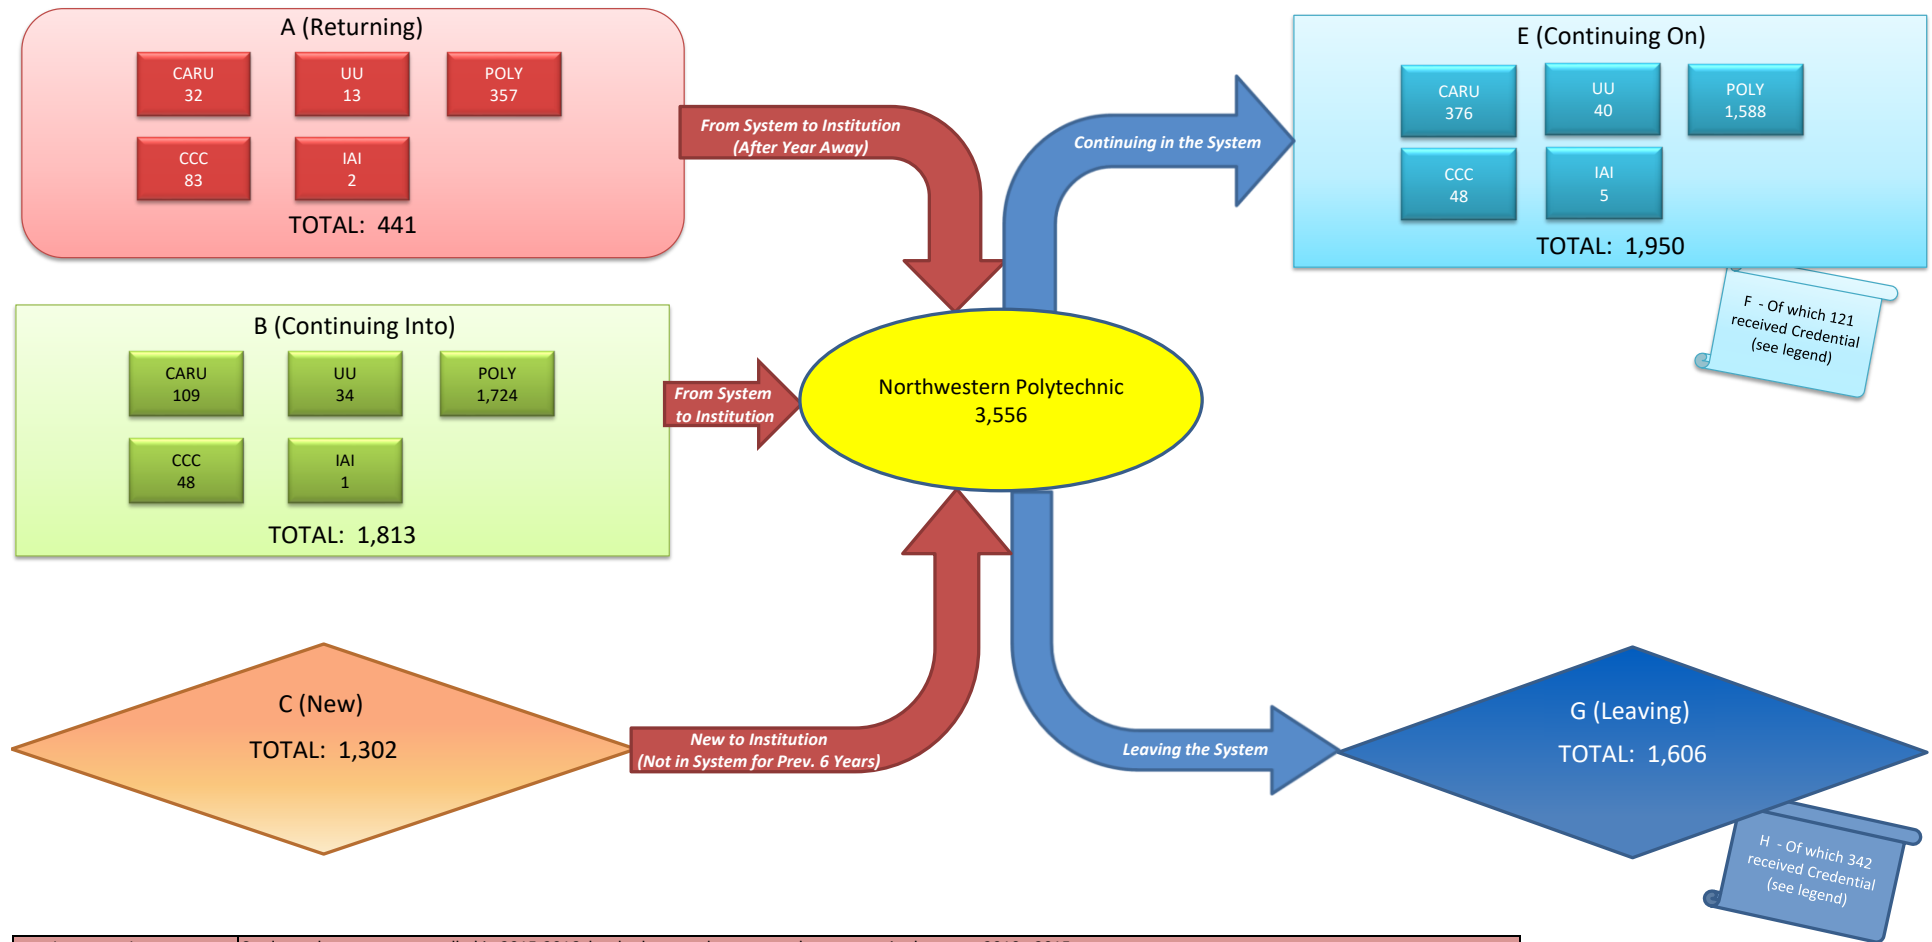 A (Returning)
CARU
32
UU
13
POLY
357
CCC
83
IAI
2
TOTAL: 441
From System to Institution
(After Year Away)
B (Continuing Into)
CARU
109
UU
34
POLY
1,724
CCC
48
IAI
1
TOTAL: 1,813
From System
to Institution
C (New)
TOTAL: 1,302
New to Institution
(Not in System for Prev. 6 Years)
Northwestern Polytechnic
3,556
Continuing in the System
E (Continuing On)
CARU
376
UU
40
POLY
1,588
CCC
48
IAI
5
TOTAL: 1,950
F - Of which 121
received Credential
(see legend)
Leaving the System
G (Leaving)
TOTAL: 1,606
H - Of which 342
received Credential
(see legend)